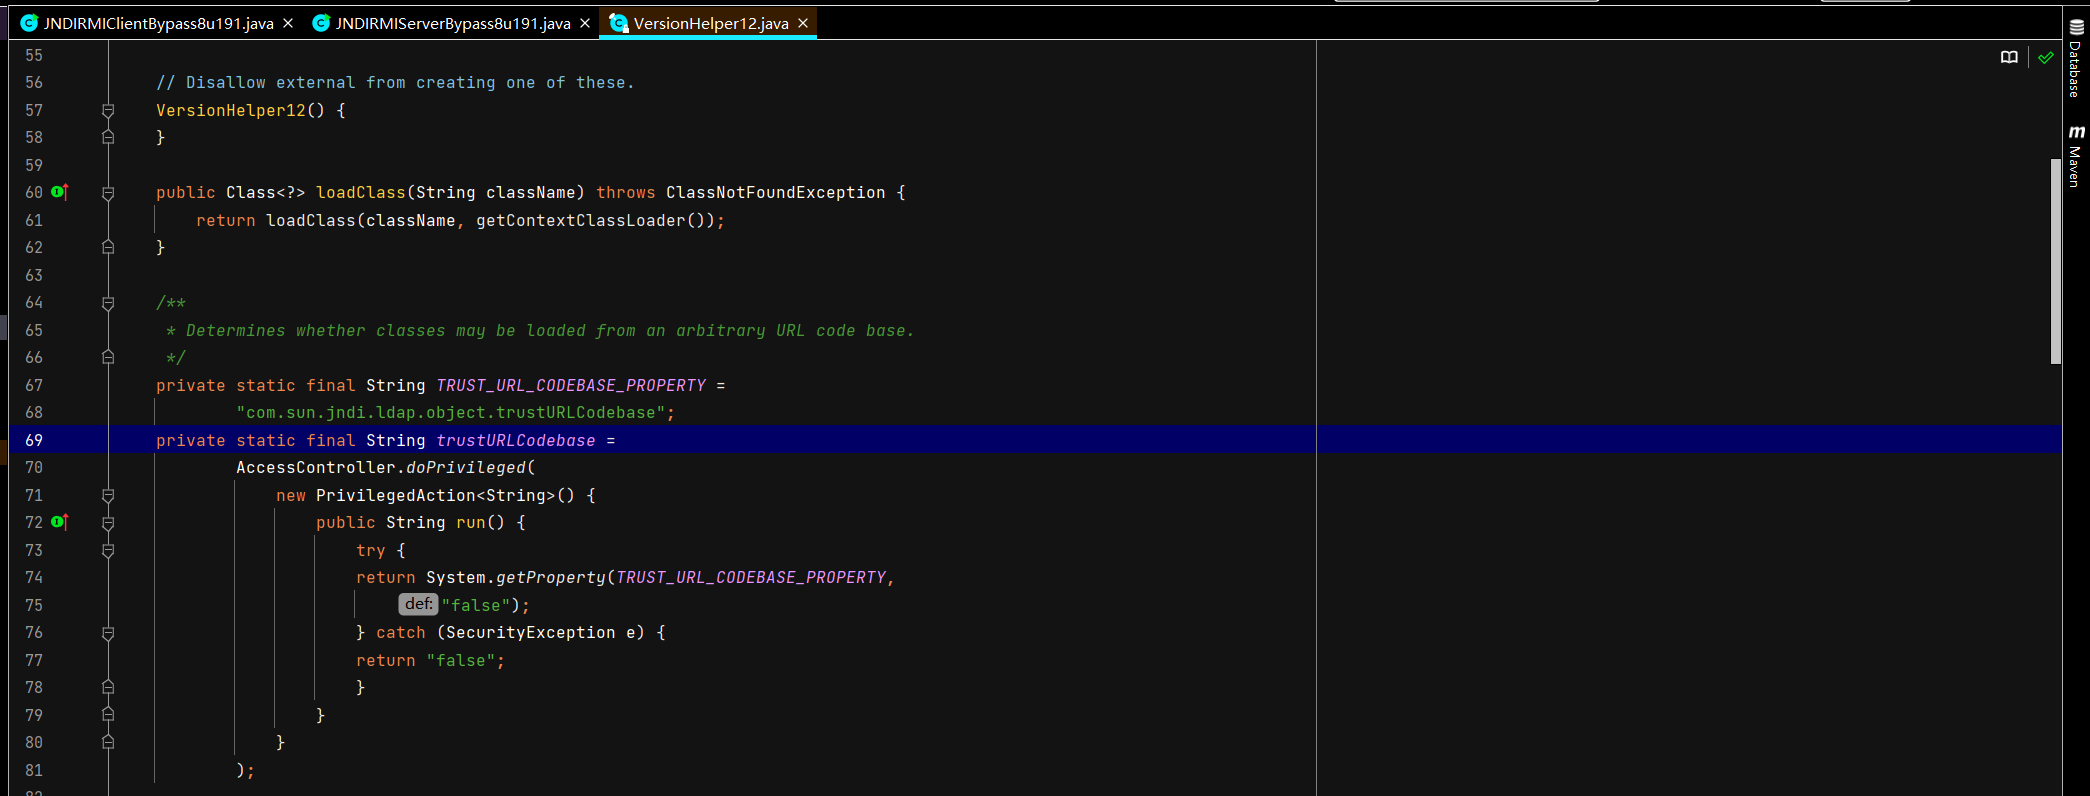 JNDIRMIClientBypass8u191.java × JNDIRMIServerBypass8u191.java × VersionHelper12.java ×
55
56 // Disallow external from creating one of these.
57 VersionHelper12() {
58 }
59
60 public Class<?> loadClass(String className) throws ClassNotFoundException {
61 return loadClass(className, getContextClassLoader());
62 }
63
64 /**
65 * Determines whether classes may be loaded from an arbitrary URL code base.
66 */
67 private static final String TRUST_URL_CODEBASE_PROPERTY =
68 "com.sun.jndi.ldap.object.trustURLCodebase";
69 private static final String trustURLCodebase =
70 AccessController.doPrivileged(
71 new PrivilegedAction<String>() {
72 public String run() {
73 try {
74 return System.getProperty(TRUST_URL_CODEBASE_PROPERTY,
75 def: "false");
76 } catch (SecurityException e) {
77 return "false";
78 }
79 }
80 }
81 );
82
Database
m Maven